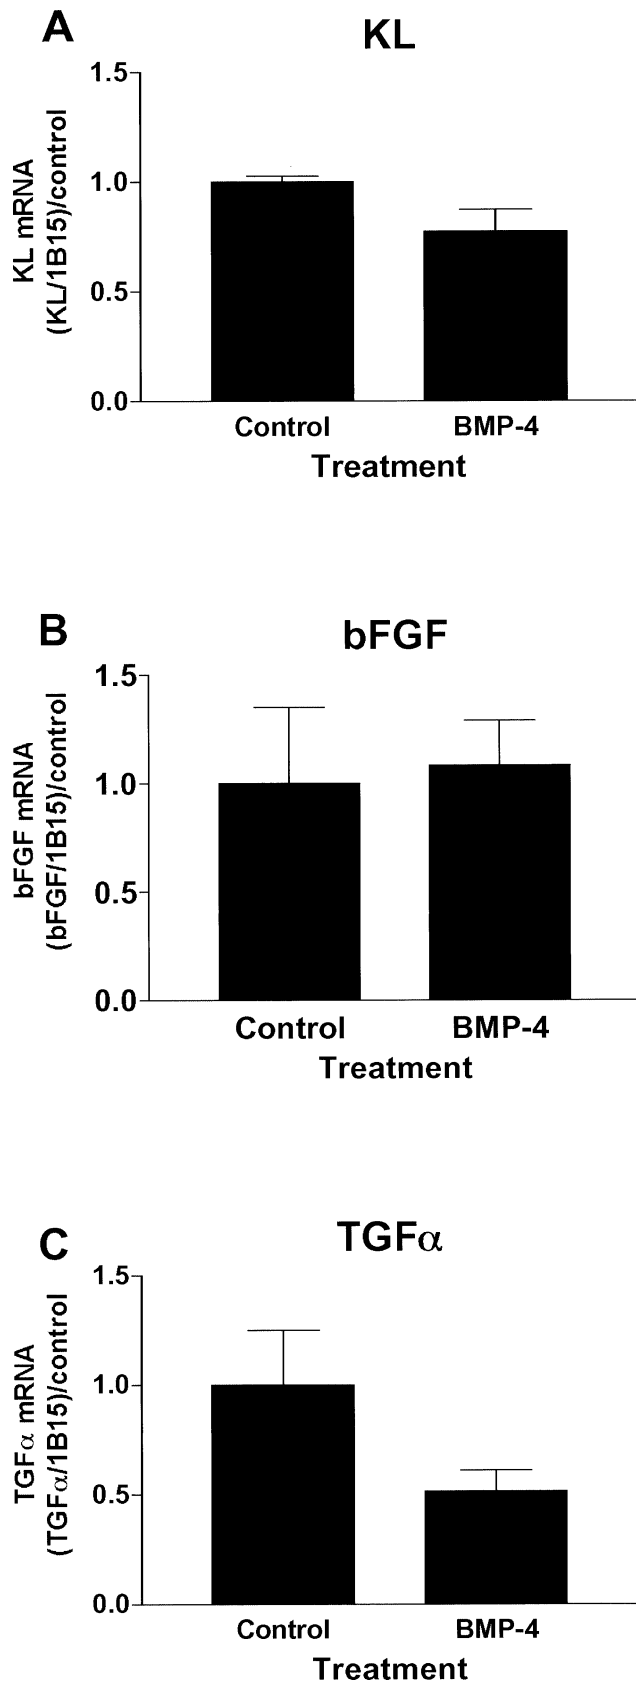 A
KL
1.5
1.0
0.5
0.0
KL mRNA
(KL/1B15)/control
Control BMP-4
Treatment
B
bFGF
1.5
1.0
0.5
0.0
bFGF mRNA
(bFGF/1B15)/control
Control BMP-4
Treatment
C
TGFα
1.5
1.0
0.5
0.0
TGFα mRNA
(TGFα/1B15)/control
Control BMP-4
Treatment